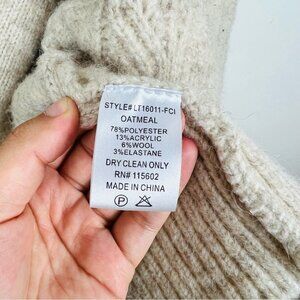 STYLE# LT16011-FCI
OATMEAL
78%POLYESTER
13%ACRYLIC
6%WOOL
3%ELASTANE
DRY CLEAN ONLY
RN# 115602
MADE IN CHINA
P